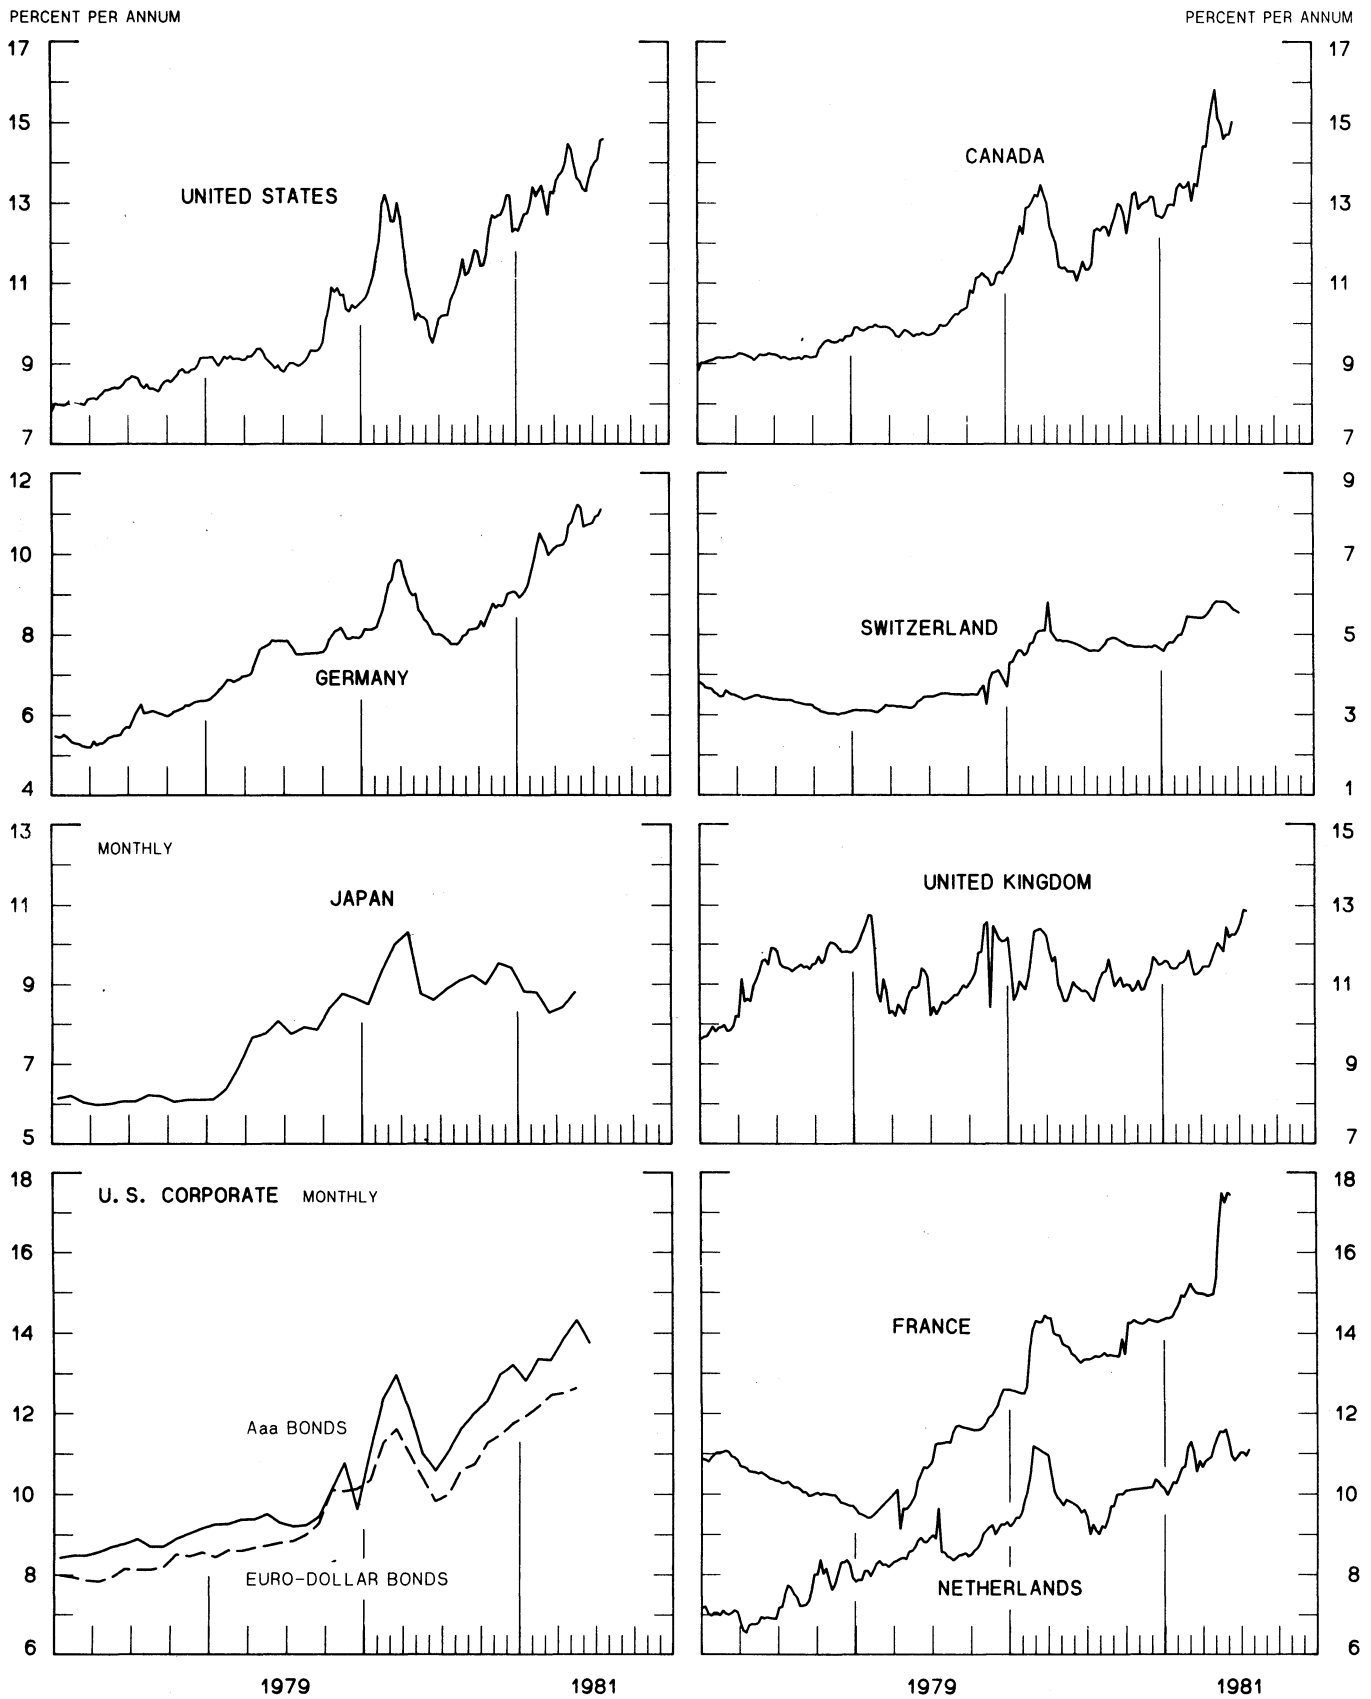 PERCENT PER ANNUM PERCENT PER ANNUM
17 17
15 15
CANADA
UNITED STATES
13 13
11 11
9 9
7 7
12 9
10 7
SWITZERLAND
8 5
GERMANY
6 3
4 1
13 15
MONTHLY
UNITED KINGDOM
JAPAN
11 13
9 11
7 9
5 7
18 18
U.S. CORPORATE MONTHLY
16 16
FRANCE
14 14
Aaa BONDS
12 12
10 10
8 8
EURO-DOLLAR BONDS
NETHERLANDS
6 6
1979 1981 1979 1981